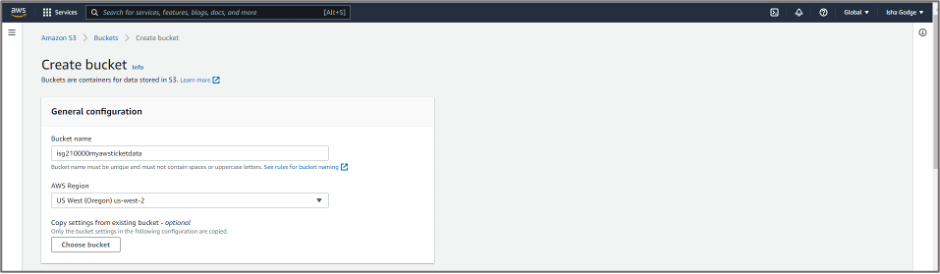 aws Services Search for services, features, blogs, docs, and more [Alt+S] Global Isha Godge
Amazon S3 > Buckets > Create bucket
Create bucket Info
Buckets are containers for data stored in S3. Learn more
General configuration
Bucket name
isg210000myawsticketdata
Bucket name must be unique and must not contain spaces or uppercase letters. See rules for bucket naming
AWS Region
US West (Oregon) us-west-2
Copy settings from existing bucket - optional
Only the bucket settings in the following configuration are copied.
Choose bucket